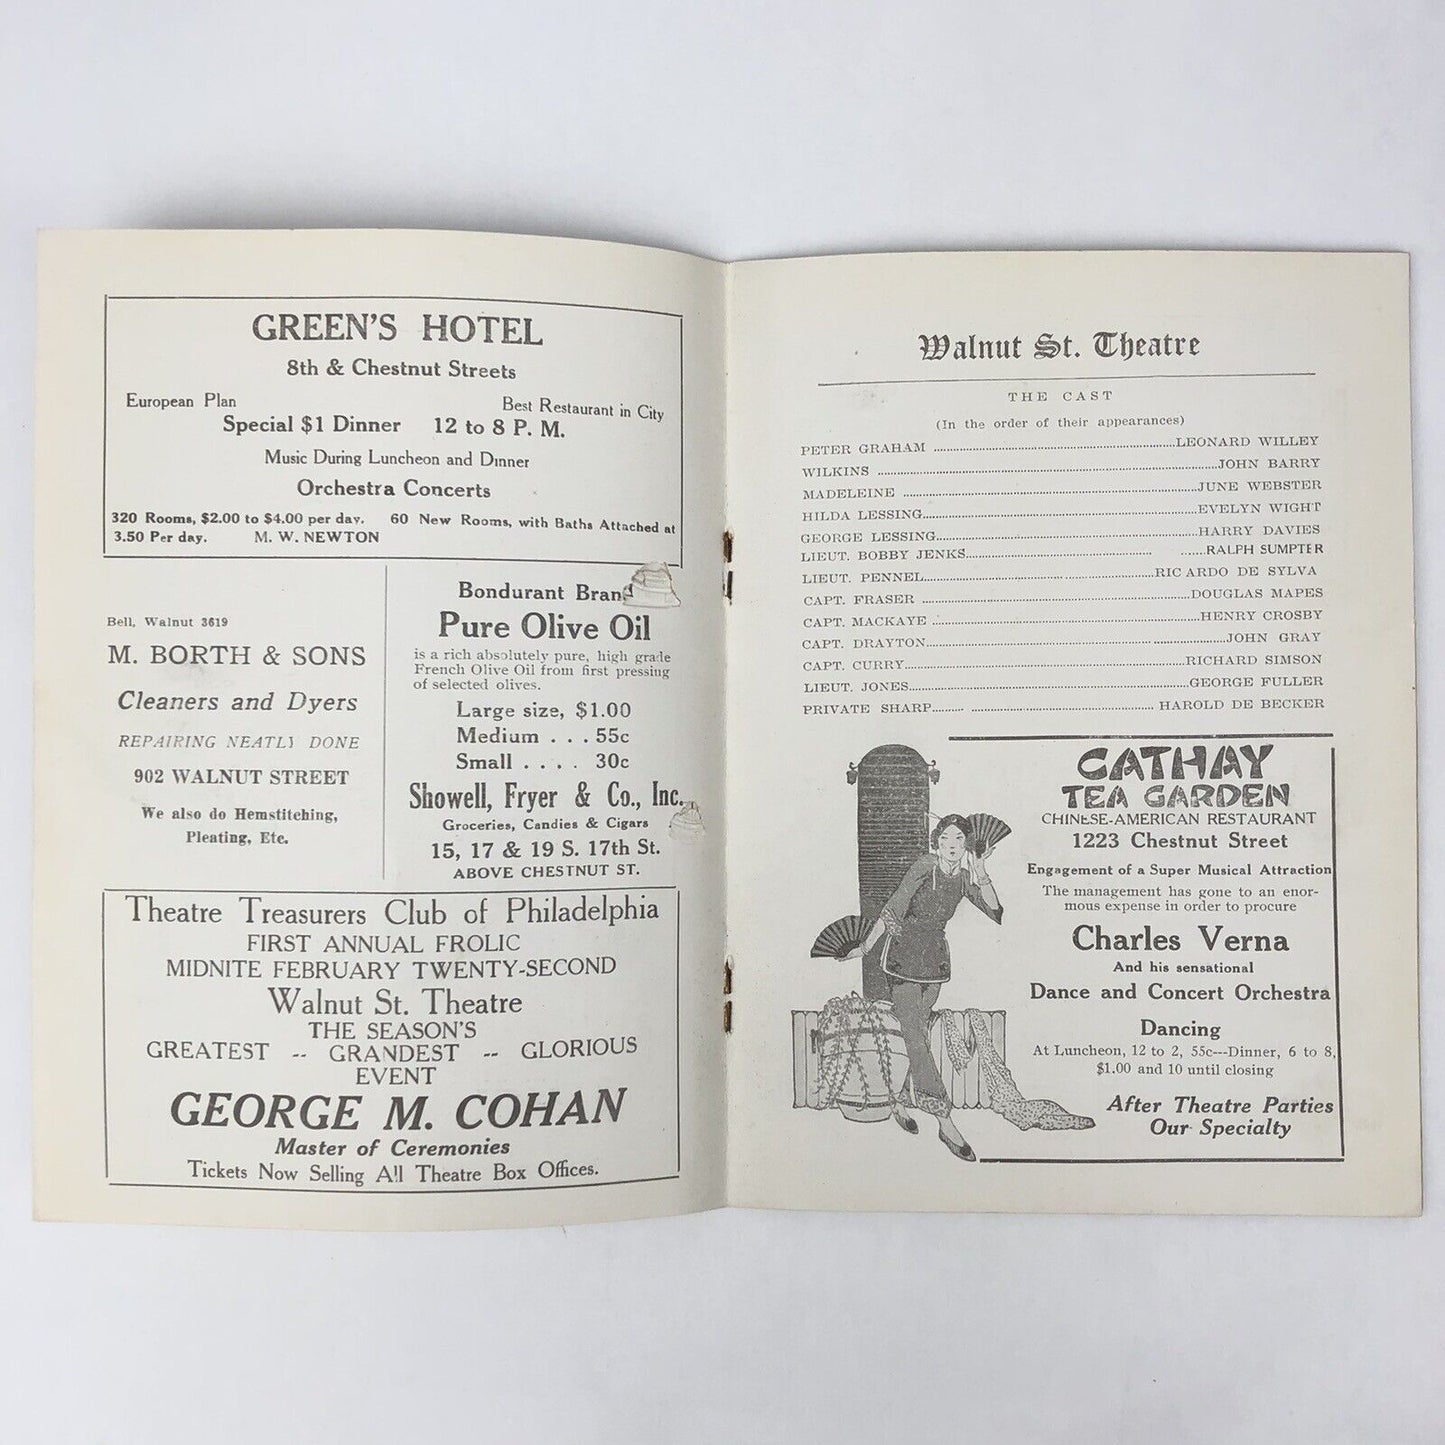 GREEN'S HOTEL
8th & Chestnut Streets
European Plan Best Restaurant in City
Special $1 Dinner 12 to 8 P. M.
Music During Luncheon and Dinner
Orchestra Concerts
320 Rooms, $2.00 to $4.00 per day. 60 New Rooms, with Baths Attached at
3.50 Per day. M. W. NEWTON
Bell, Walnut 3619
M. BORTH & SONS
Cleaners and Dyers
REPAIRING NEATLY DONE
902 WALNUT STREET
We also do Hemstitching,
Pleating, Etc.
Bondurant Brand
Pure Olive Oil
is a rich absolutely pure, high grade
French Olive Oil from first pressing
of selected olives.
Large size, $1.00
Medium . . . 55c
Small . . . . 30c
Showell, Fryer & Co., Inc.
Groceries, Candies & Cigars
15, 17 & 19 S. 17th St.
ABOVE CHESTNUT ST.
Theatre Treasurers Club of Philadelphia
FIRST ANNUAL FROLIC
MIDNITE FEBRUARY TWENTY-SECOND
Walnut St. Theatre
THE SEASON'S
GREATEST -- GRANDEST -- GLORIOUS
EVENT
GEORGE M. COHAN
Master of Ceremonies
Tickets Now Selling All Theatre Box Offices.
Walnut St. Theatre
THE CAST
(In the order of their appearances)
PETER GRAHAM ........ LEONARD WILLEY
WILKINS ........ JOHN BARRY
MADELEINE ........ JUNE WEBSTER
HILDA LESSING ........ EVELYN WIGHT
GEORGE LESSING ........ HARRY DAVIES
LIEUT. BOBBY JENKS ........ RALPH SUMPTER
LIEUT. PENNEL ........ RICARDO DE SYLVA
CAPT. FRASER ........ DOUGLAS MAPES
CAPT. MACKAYE ........ HENRY CROSBY
CAPT. DRAYTON ........ JOHN GRAY
CAPT. CURRY ........ RICHARD SIMSON
LIEUT. JONES ........ GEORGE FULLER
PRIVATE SHARP ........ HAROLD DE BECKER
CATHAY
TEA GARDEN
CHINESE-AMERICAN RESTAURANT
1223 Chestnut Street
Engagement of a Super Musical Attraction
The management has gone to an enor-
mous expense in order to procure
Charles Verna
And his sensational
Dance and Concert Orchestra
Dancing
At Luncheon, 12 to 2, 55c---Dinner, 6 to 8,
$1.00 and 10 until closing
After Theatre Parties
Our Specialty